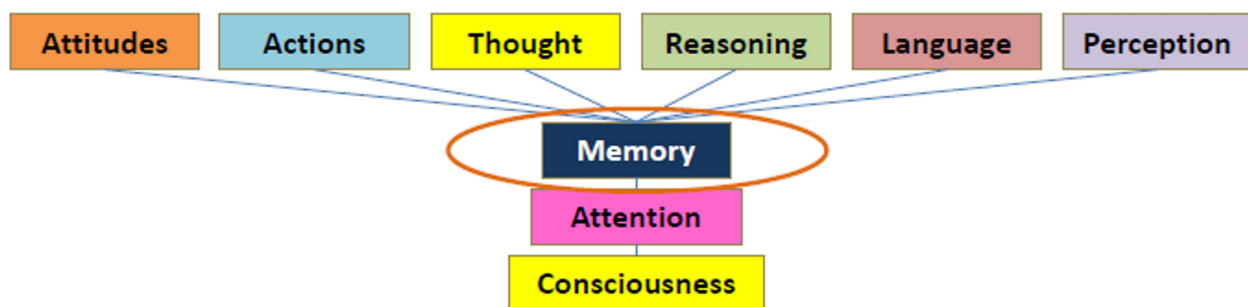 Attitudes Actions Thought Reasoning Language Perception
Memory
Attention
Consciousness